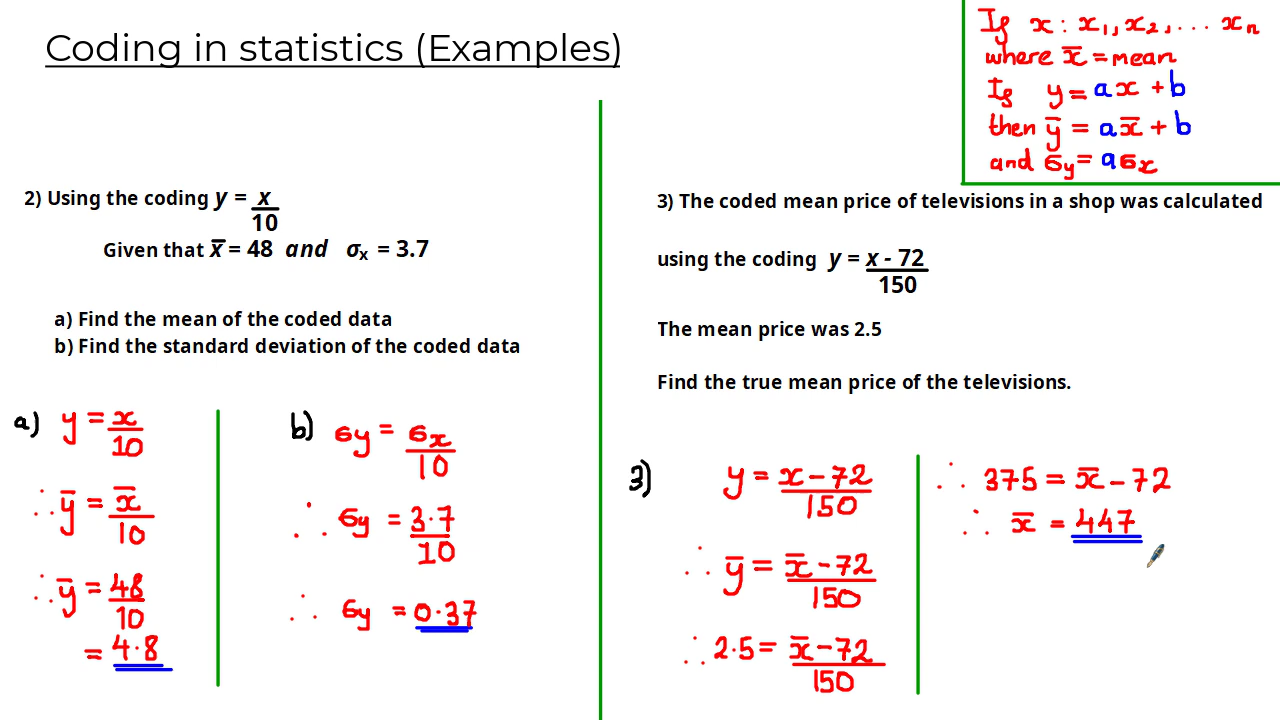 Coding in statistics (Examples)
If x : x₁, x₂, ... xₙ
where x̄ = mean
If y = ax + b
then ȳ = ax̄ + b
and σy = aσx
2) Using the coding y = x/10
Given that x̄ = 48 and σx = 3.7
a) Find the mean of the coded data
b) Find the standard deviation of the coded data
a) y = x/10
∴ ȳ = x̄/10
∴ ȳ = 48/10
= 4·8
b) σy = σx/10
∴ σy = 3·7/10
∴ σy = 0·37
3) The coded mean price of televisions in a shop was calculated
using the coding y = x - 72/150
The mean price was 2.5
Find the true mean price of the televisions.
3) y = x-72/150
∴ ȳ = x̄-72/150
∴ 2·5 = x̄-72/150
∴ 375 = x̄-72
∴ x̄ = 447